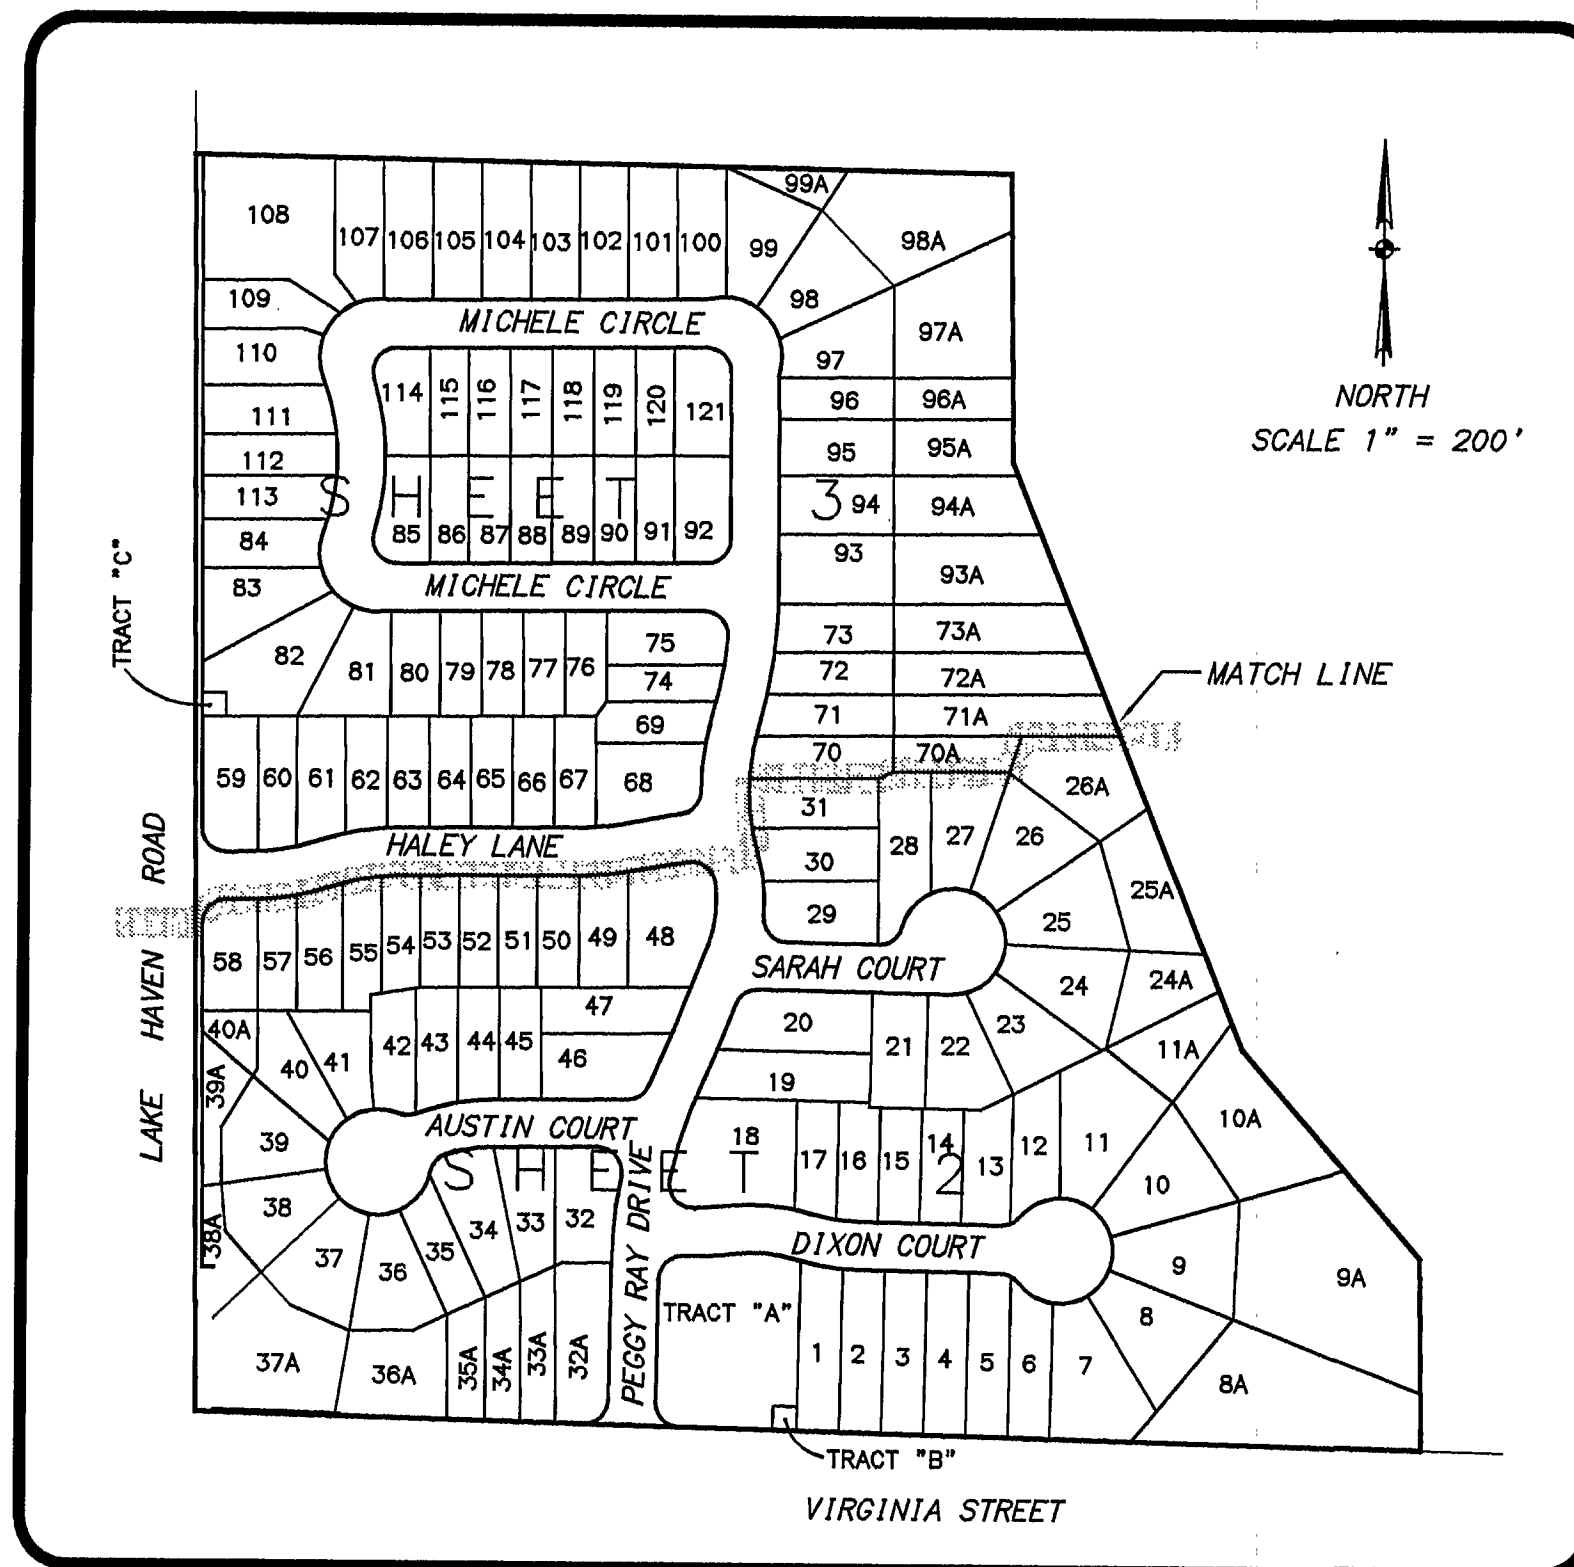 99A
108
107 106 105 104 103 102 101 100
99
98A
109
98
MICHELE CIRCLE
110
97
97A
114 115 116 117 118 119 120 121
96 96A
NORTH
SCALE 1" = 200'
111
95 95A
112
113
SHEET 3
94 94A
84
85 86 87 88 89 90 91 92
93
93A
83
MICHELE CIRCLE
TRACT "C"
75
73 73A
82
81 80 79 78 77 76
74
72 72A
MATCH LINE
69
71 71A
59 60 61 62 63 64 65 66 67 68
70 70A
26A
31
28 27 26
HALEY LANE
30
LAKE HAVEN ROAD
25A
29
25
58 57 56 55 54 53 52 51 50 49 48
SARAH COURT
24 24A
47
40A
42 43 44 45
46
20
21 22
23
11A
40 41
39A
19
10A
AUSTIN COURT
39
18
17 16 15 14 13 12 11
SHEET 2
10
38
34 33 32
PEGGY RAY DRIVE
38A
37 36 35
DIXON COURT
9
9A
TRACT "A"
8
37A 36A 35A 34A 33A 32A
1 2 3 4 5 6 7
8A
TRACT "B"
VIRGINIA STREET